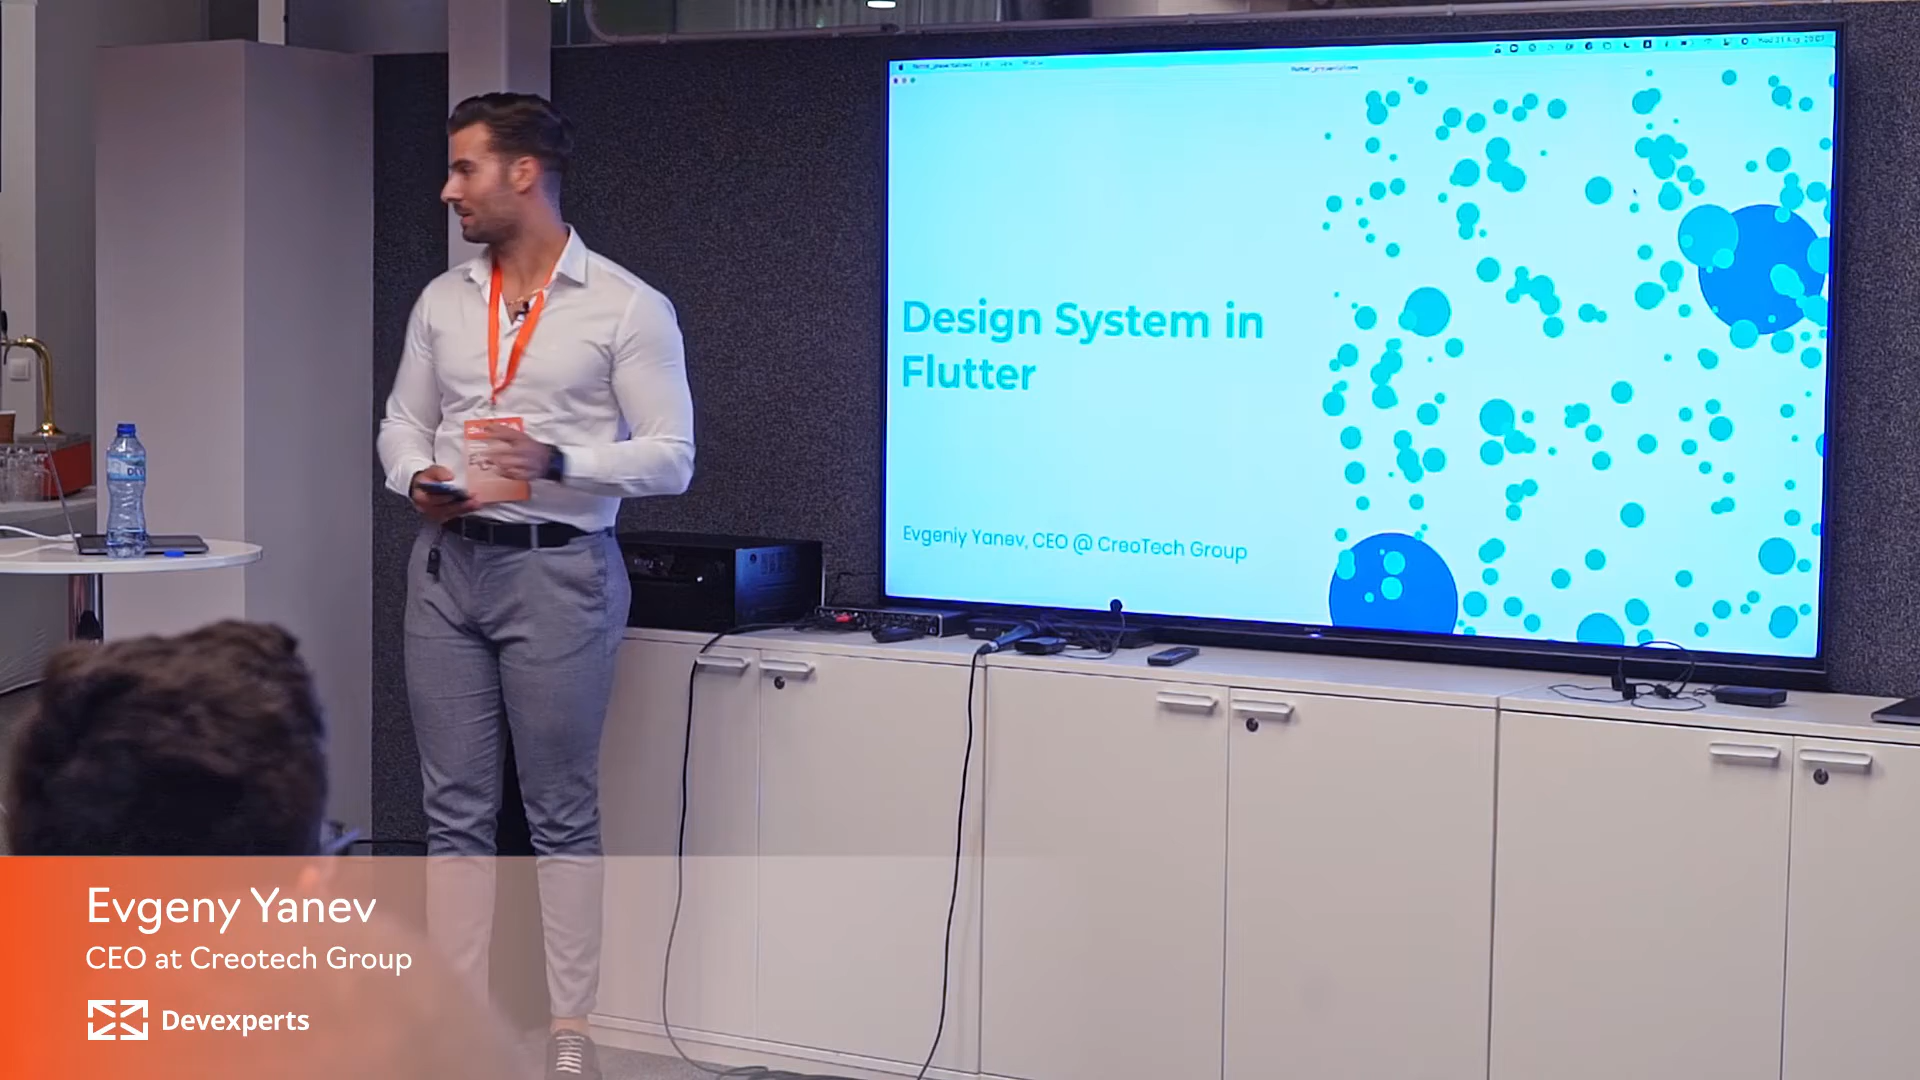 Design System in
Flutter
Evgeniy Yanev, CEO @ CreoTech Group
Evgeny Yanev
CEO at Creotech Group
Devexperts